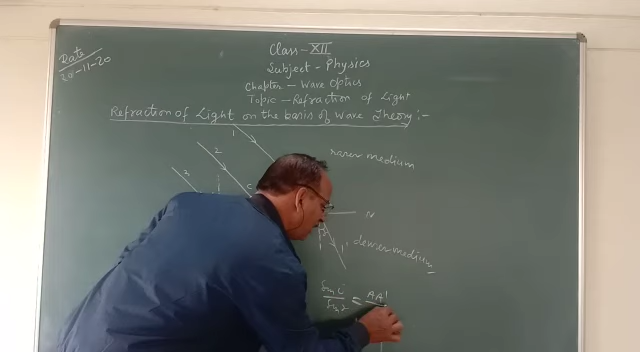 Date
20-11-20
Class - XII
Subject - Physics
Chapter - Wave Optics
Topic - Refraction of Light
Refraction of Light on the basis of Wave Theory :-
1
2
3
rarer medium
C
N
1'
denser medium
Sin i / Sin r = AA'